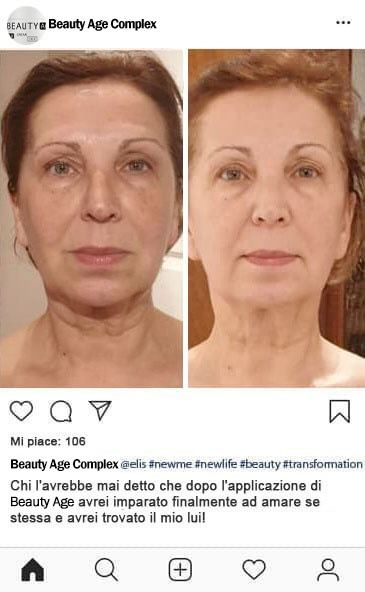 BEAUTY
Beauty Age Complex
Mi piace: 106
Beauty Age Complex @elis #newme #newlife #beauty #transformation
Chi l'avrebbe mai detto che dopo l'applicazione di
Beauty Age avrei imparato finalmente ad amare se
stessa e avrei trovato il mio lui!